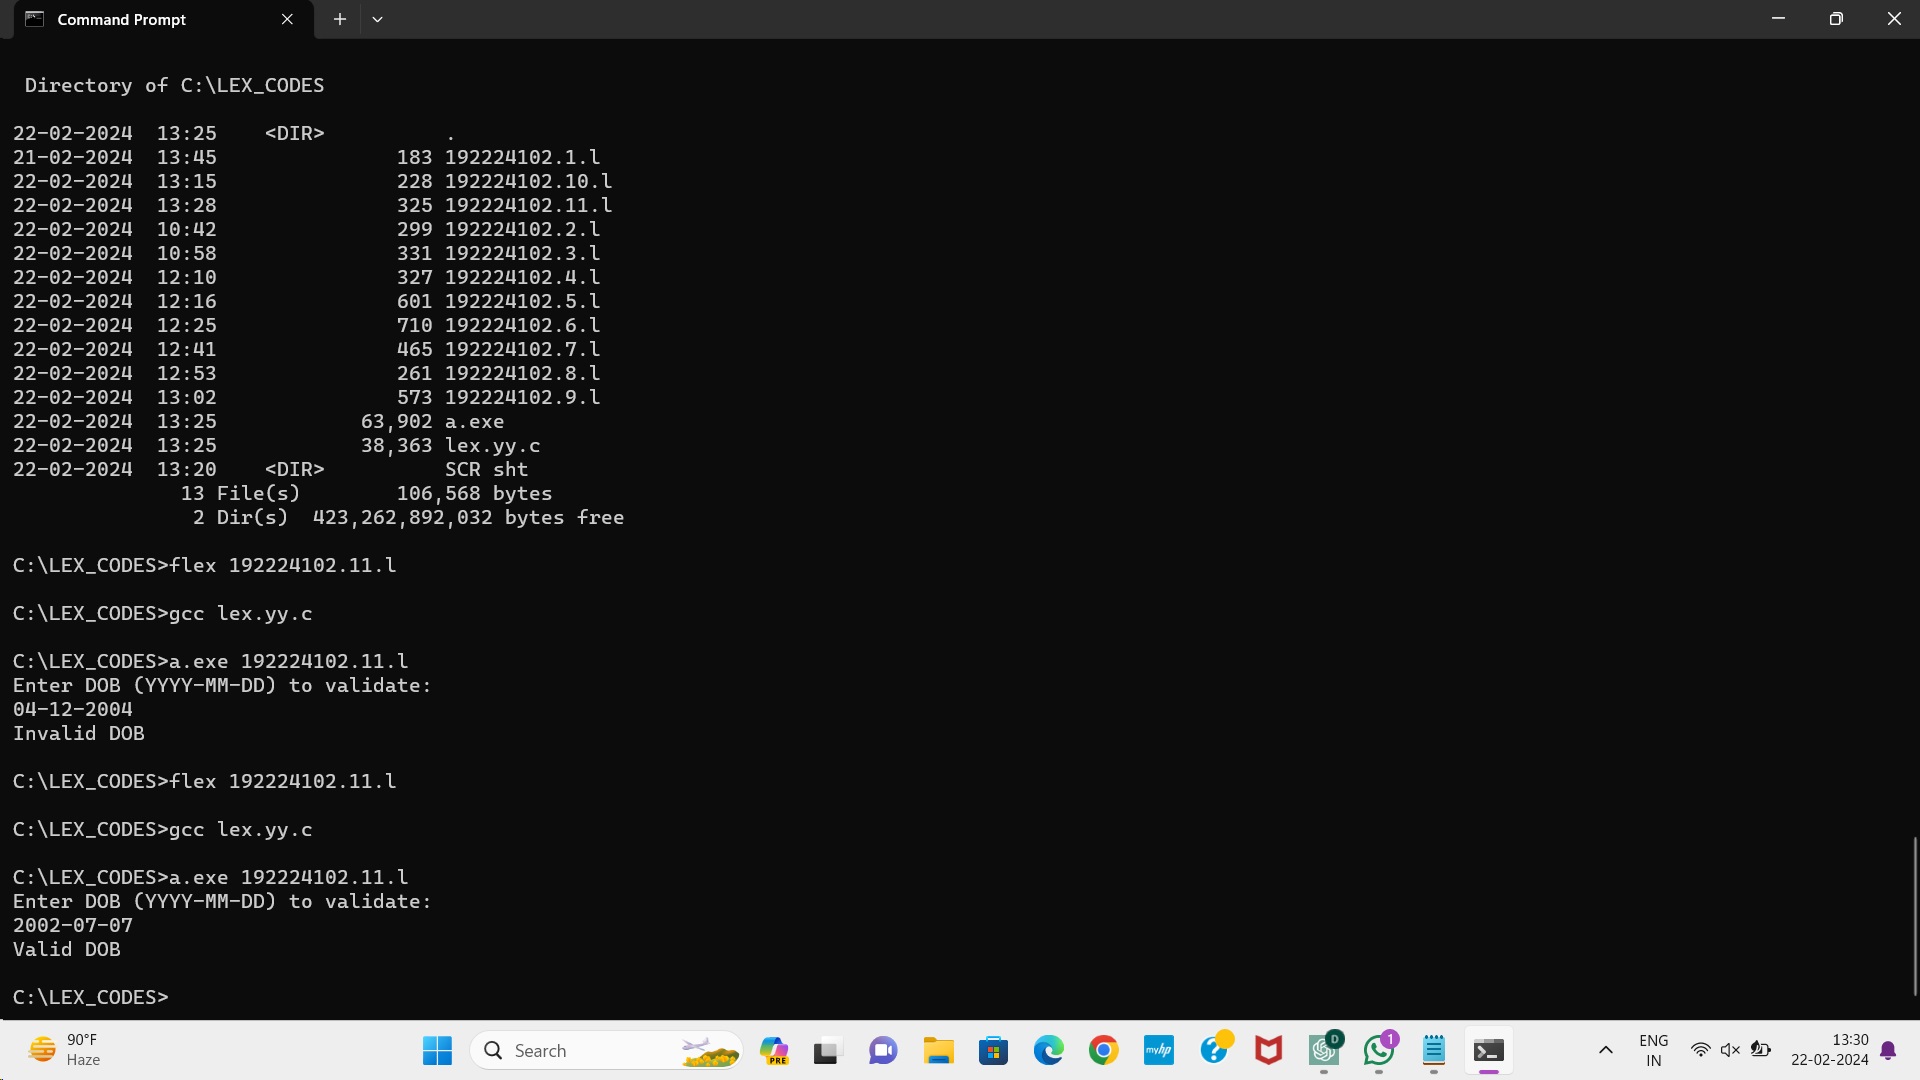 Command Prompt
Directory of C:\LEX_CODES
22-02-2024  13:25    <DIR>          .
21-02-2024  13:45               183 192224102.1.l
22-02-2024  13:15               228 192224102.10.l
22-02-2024  13:28               325 192224102.11.l
22-02-2024  10:42               299 192224102.2.l
22-02-2024  10:58               331 192224102.3.l
22-02-2024  12:10               327 192224102.4.l
22-02-2024  12:16               601 192224102.5.l
22-02-2024  12:25               710 192224102.6.l
22-02-2024  12:41               465 192224102.7.l
22-02-2024  12:53               261 192224102.8.l
22-02-2024  13:02               573 192224102.9.l
22-02-2024  13:25            63,902 a.exe
22-02-2024  13:25            38,363 lex.yy.c
22-02-2024  13:20    <DIR>          SCR sht
13 File(s)        106,568 bytes
2 Dir(s)  423,262,892,032 bytes free
C:\LEX_CODES>flex 192224102.11.l
C:\LEX_CODES>gcc lex.yy.c
C:\LEX_CODES>a.exe 192224102.11.l
Enter DOB (YYYY-MM-DD) to validate:
04-12-2004
Invalid DOB
C:\LEX_CODES>flex 192224102.11.l
C:\LEX_CODES>gcc lex.yy.c
C:\LEX_CODES>a.exe 192224102.11.l
Enter DOB (YYYY-MM-DD) to validate:
2002-07-07
Valid DOB
C:\LEX_CODES>
90°F
Haze
Search
PRE
myhp
D
1
ENG
IN
13:30
22-02-2024